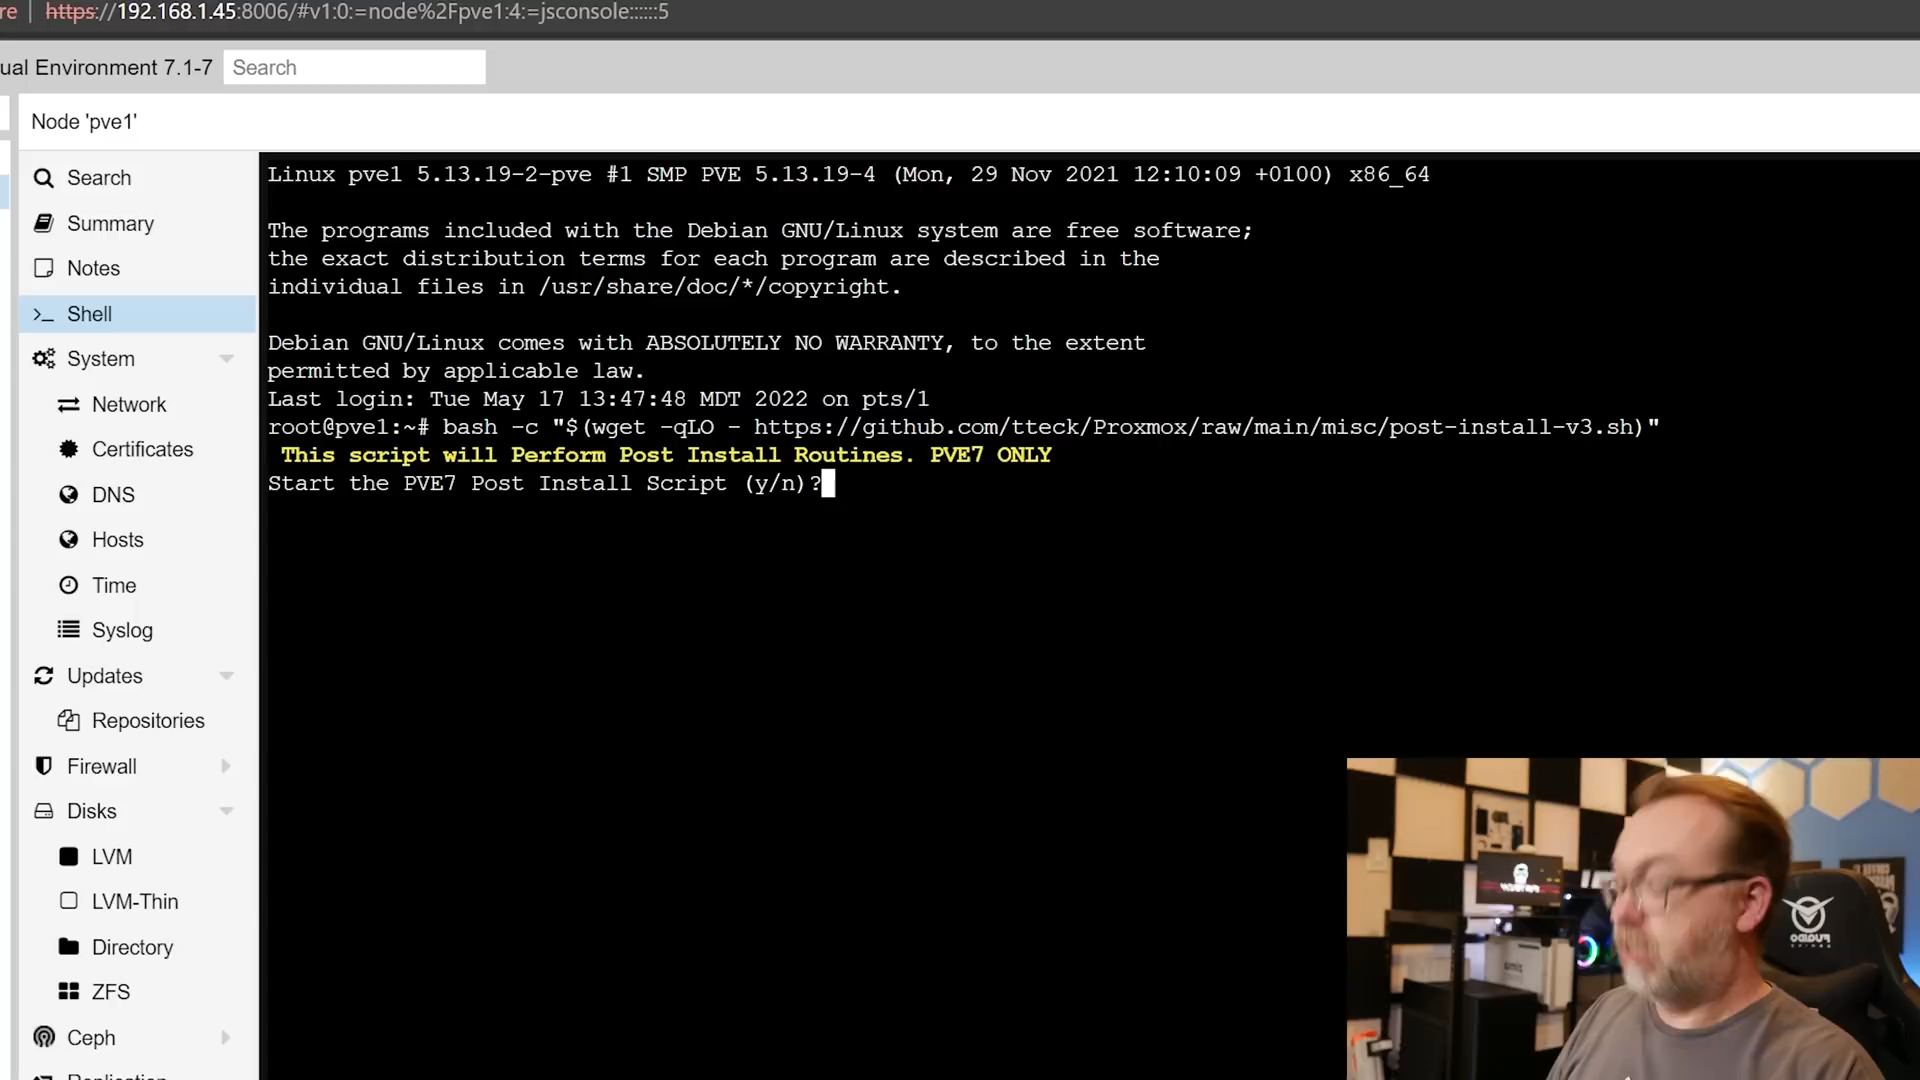 re | https://192.168.1.45:8006/#v1:0:=node%2Fpve1:4:=jsconsole::::::5
ual Environment 7.1-7
Search
Node 'pve1'
Search
Summary
Notes
Shell
System
Network
Certificates
DNS
Hosts
Time
Syslog
Updates
Repositories
Firewall
Disks
LVM
LVM-Thin
Directory
ZFS
Ceph
Replication
Linux pve1 5.13.19-2-pve #1 SMP PVE 5.13.19-4 (Mon, 29 Nov 2021 12:10:09 +0100) x86_64
The programs included with the Debian GNU/Linux system are free software;
the exact distribution terms for each program are described in the
individual files in /usr/share/doc/*/copyright.
Debian GNU/Linux comes with ABSOLUTELY NO WARRANTY, to the extent
permitted by applicable law.
Last login: Tue May 17 13:47:48 MDT 2022 on pts/1
root@pve1:~# bash -c "$(wget -qLO - https://github.com/tteck/Proxmox/raw/main/misc/post-install-v3.sh)"
This script will Perform Post Install Routines. PVE7 ONLY
Start the PVE7 Post Install Script (y/n)?